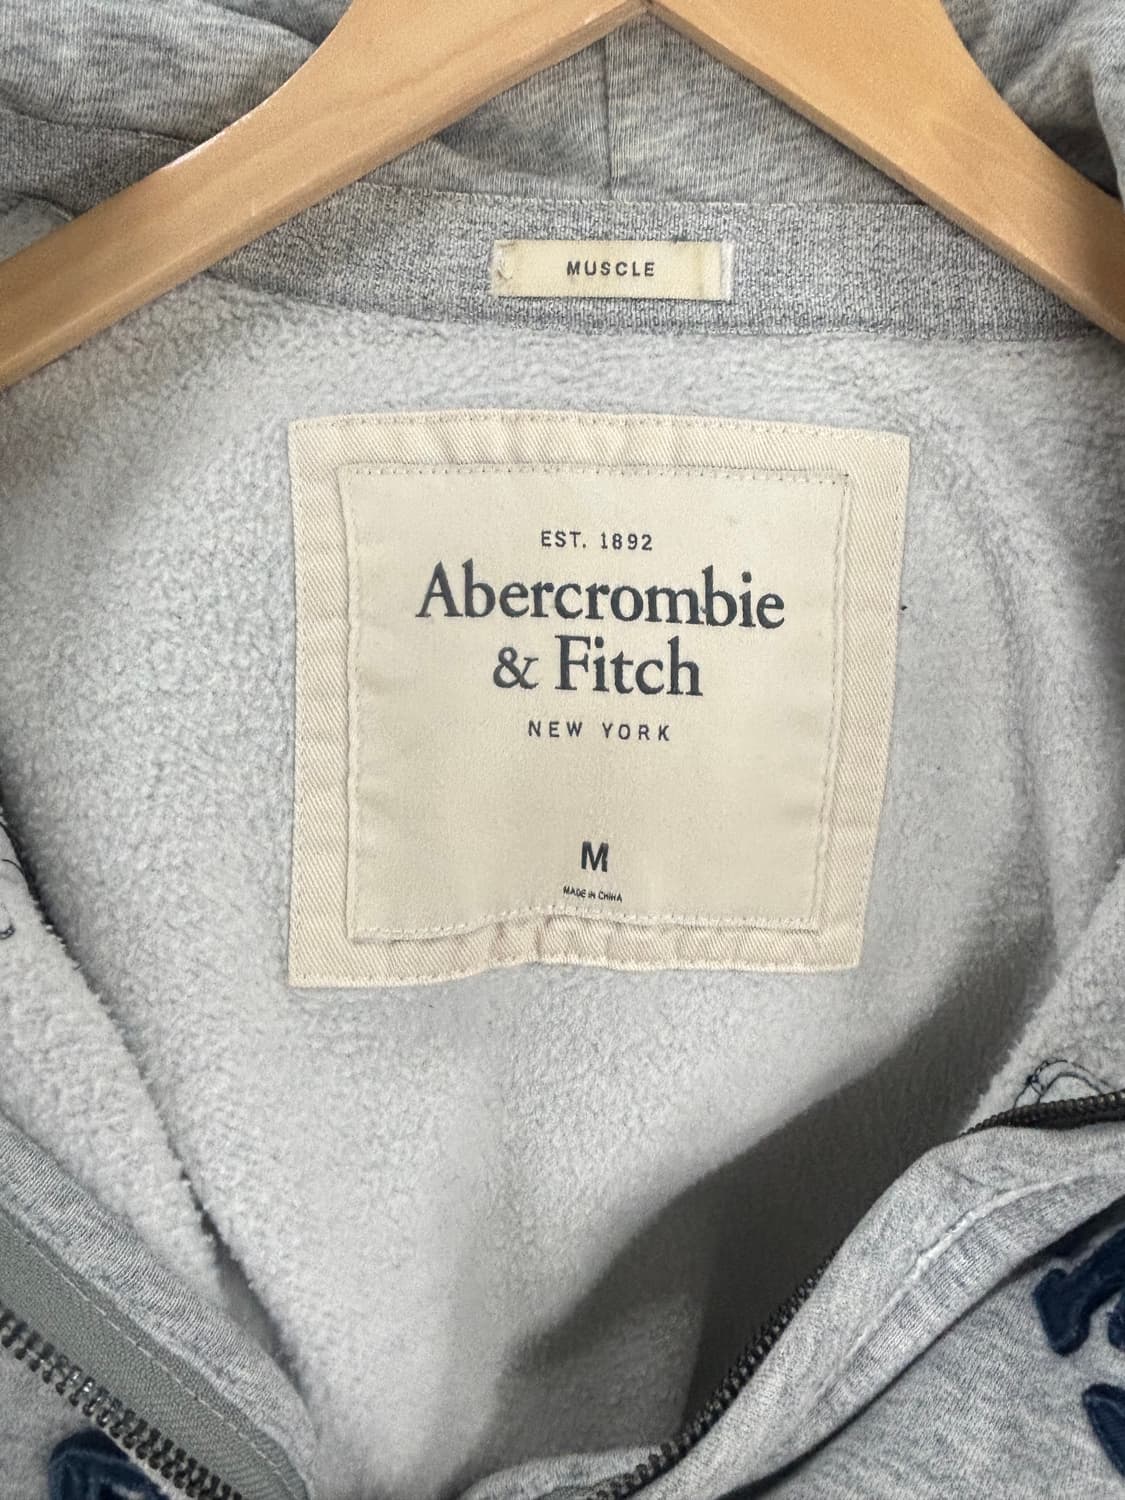 MUSCLE
EST. 1892
Abercrombie
& Fitch
NEW YORK
M
MADE IN CHINA